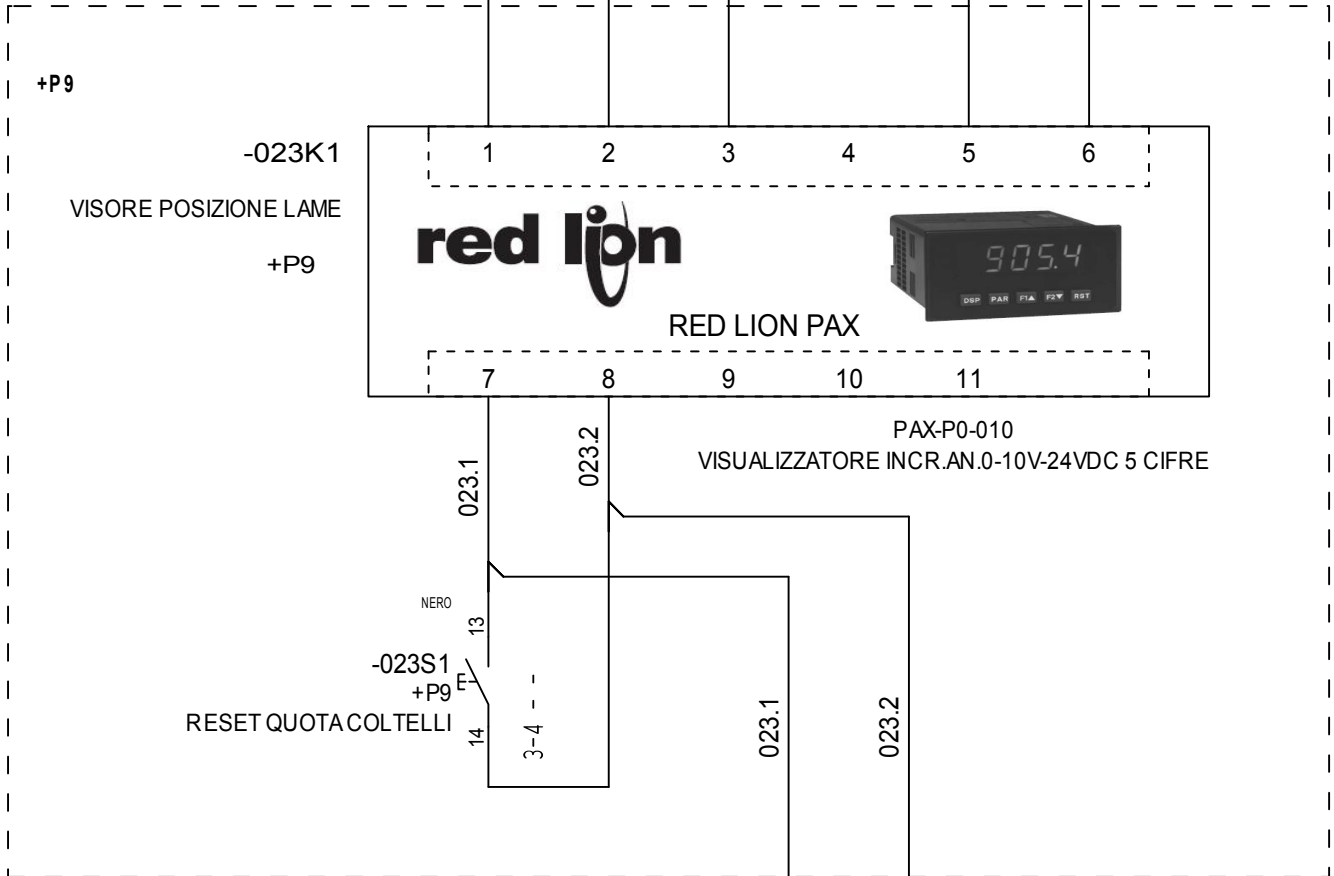 +P9
-023K1
1 2 3 4 5 6
VISORE POSIZIONE LAME
+P9
red lion
905.4
DSP PAR F1▲ F2▼ RST
RED LION PAX
7 8 9 10 11
PAX-P0-010
VISUALIZZATORE INCR.AN.0-10V-24VDC 5 CIFRE
023.1
023.2
NERO
13
-023S1
+P9
RESET QUOTA COLTELLI
14
3-4 - -
023.1
023.2